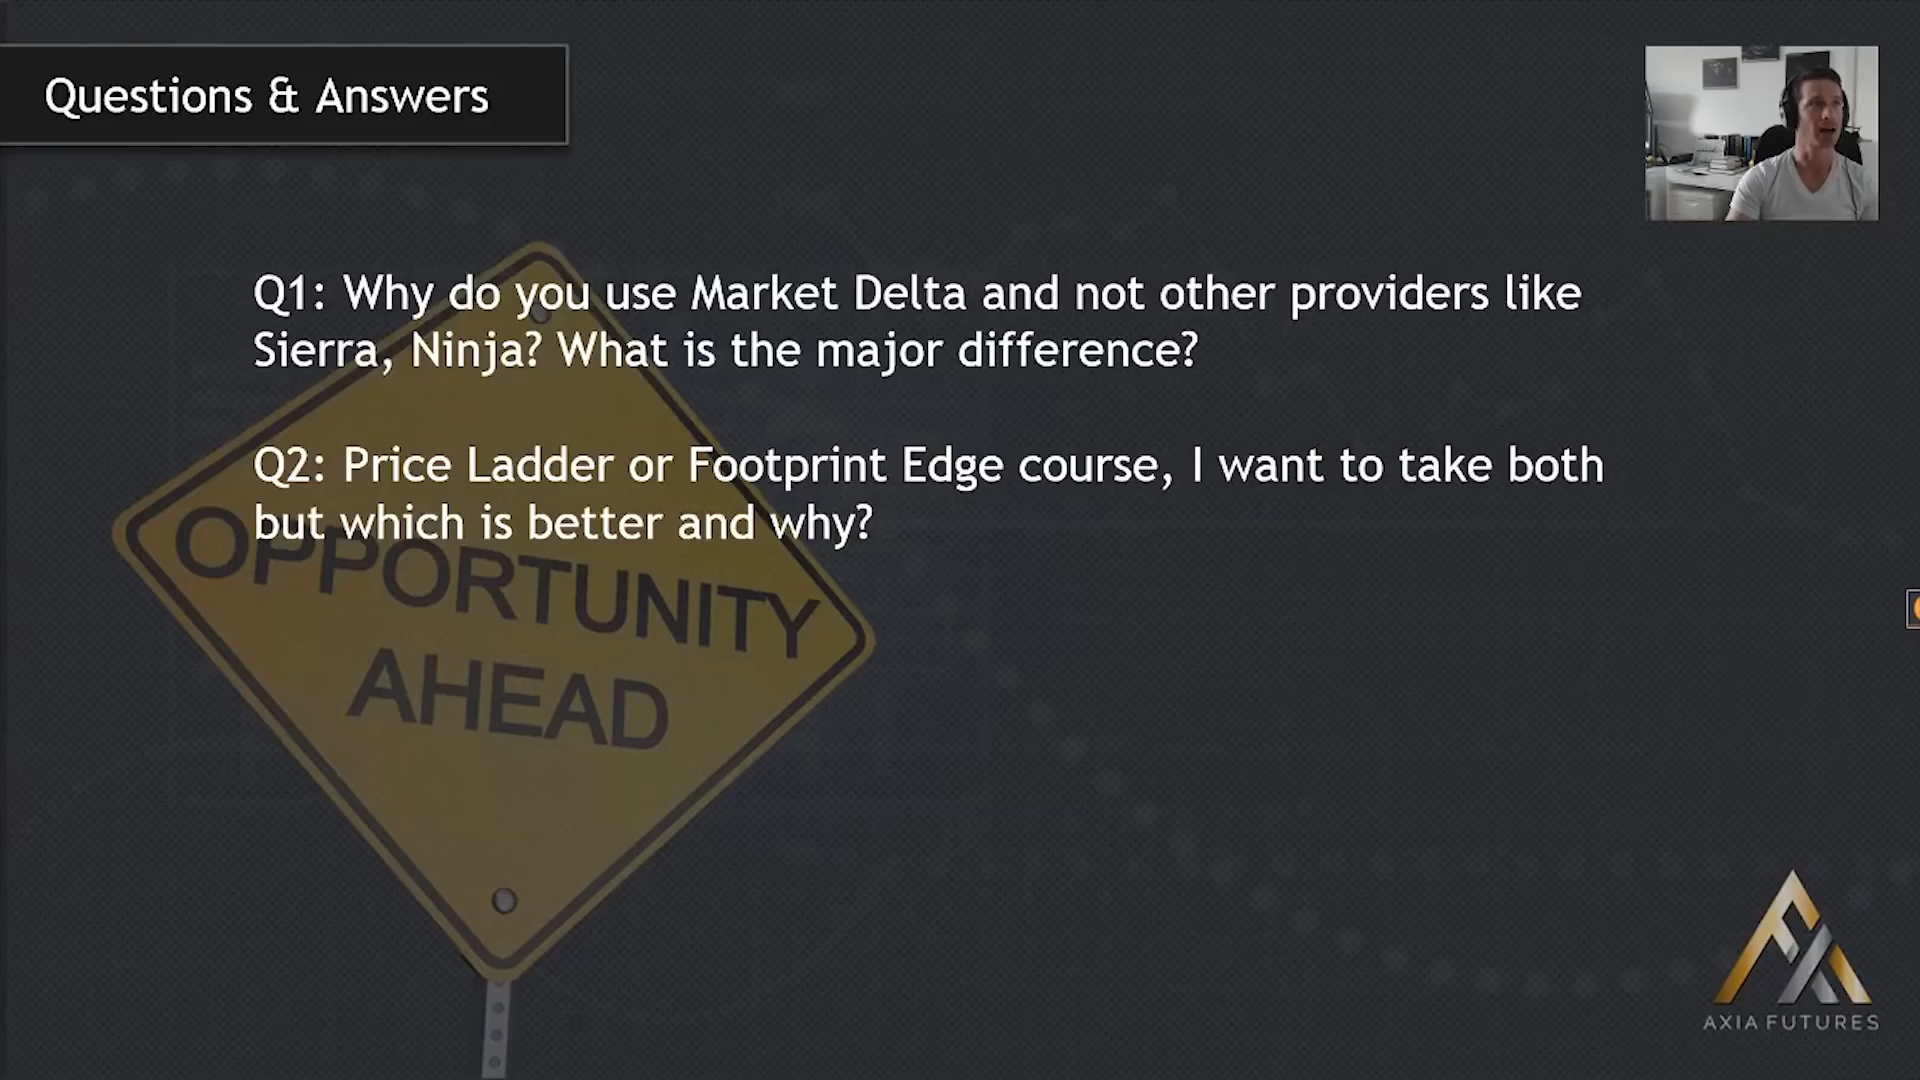 Questions & Answers
Q1: Why do you use Market Delta and not other providers like
Sierra, Ninja? What is the major difference?
Q2: Price Ladder or Footprint Edge course, I want to take both
but which is better and why?
OPPORTUNITY
AHEAD
AXIA FUTURES